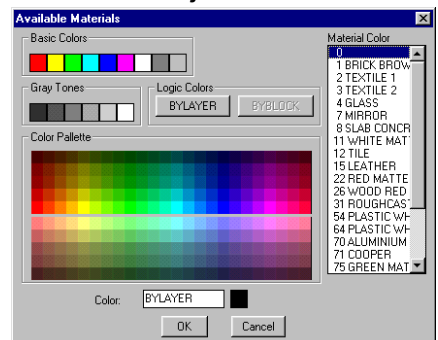 Available Materials
Basic Colors
Gray Tones
Logic Colors
BYLAYER
BYBLOCK
Color Pallette
Color:
BYLAYER
OK
Cancel
Material Color
0
1 BRICK BROW
2 TEXTILE 1
3 TEXTILE 2
4 GLASS
7 MIRROR
8 SLAB CONCR
11 WHITE MAT
12 TILE
15 LEATHER
22 RED MATTE
26 WOOD RED
31 ROUGHCAS
54 PLASTIC WH
64 PLASTIC WH
70 ALUMINIUM
71 COOPER
75 GREEN MAT